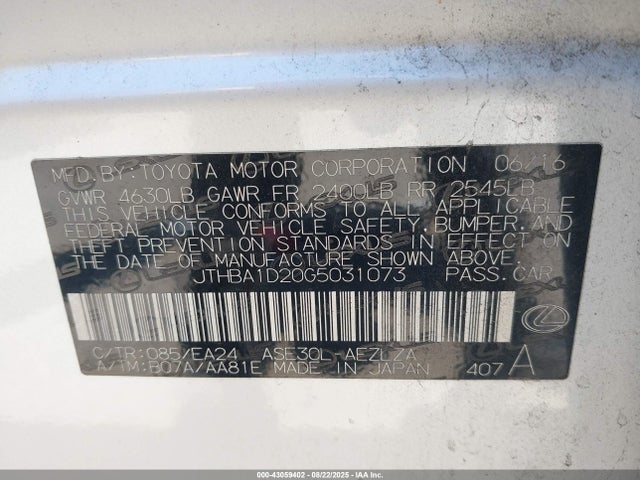 MFD.BY:TOYOTA MOTOR CORPORATION 06/16
GVWR 4630LB GAWR FR 2400LB RR 2545LB
THIS VEHICLE CONFORMS TO ALL APPLICABLE
FEDERAL MOTOR VEHICLE SAFETY, BUMPER, AND
THEFT PREVENTION STANDARDS IN EFFECT ON
THE DATE OF MANUFACTURE SHOWN ABOVE.
JTHBA1D20G5031073 PASS.CAR
C/TR:085/EA24 ASE30L-AEZLZA
A/TM:B07A/AA81E MADE IN JAPAN 407 A
000-43059402 - 08/22/2025 - IAAI, Inc.